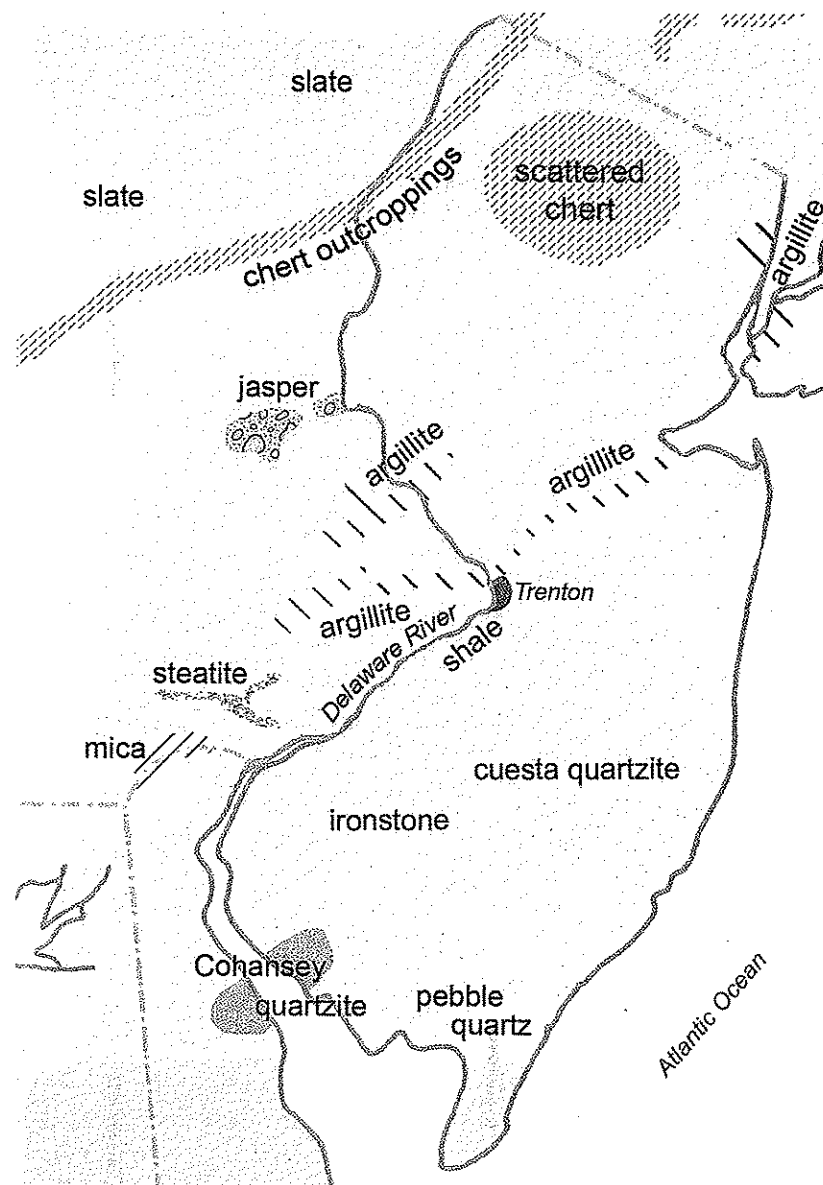 slate
slate
chert outcroppings
scattered
chert
argillite
jasper
argillite
argillite
Trenton
argillite
Delaware River
shale
steatite
mica
cuesta quartzite
ironstone
Cohansey
quartzite
pebble
quartz
Atlantic Ocean